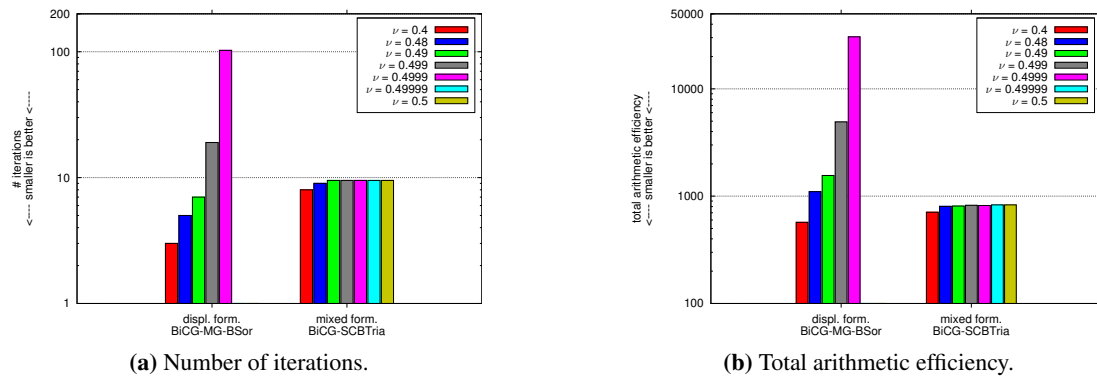 # iterations
<---- smaller is better <----
100
10
1
ν = 0.4
ν = 0.48
ν = 0.49
ν = 0.499
ν = 0.4999
ν = 0.49999
ν = 0.5
displ. form.
BiCG-MG-BSor
mixed form.
BiCG-SCBTria
(a) Number of iterations.
total arithmetic efficiency
<---- smaller is better <----
50000
10000
1000
100
ν = 0.4
ν = 0.48
ν = 0.49
ν = 0.499
ν = 0.4999
ν = 0.49999
ν = 0.5
displ. form.
BiCG-MG-BSor
mixed form.
BiCG-SCBTria
(b) Total arithmetic efficiency.